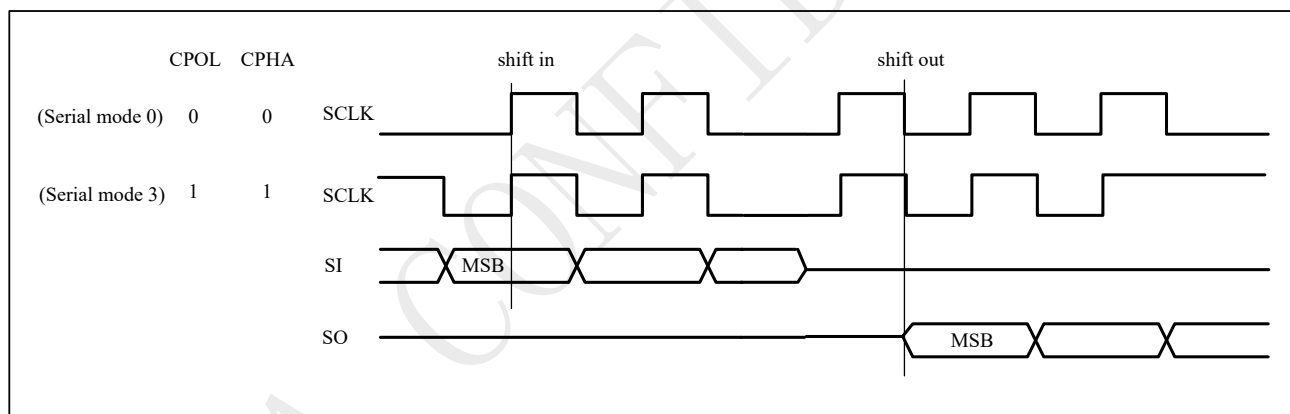 CPOL CPHA shift in shift out
(Serial mode 0) 0 0 SCLK
(Serial mode 3) 1 1 SCLK
SI MSB
SO MSB